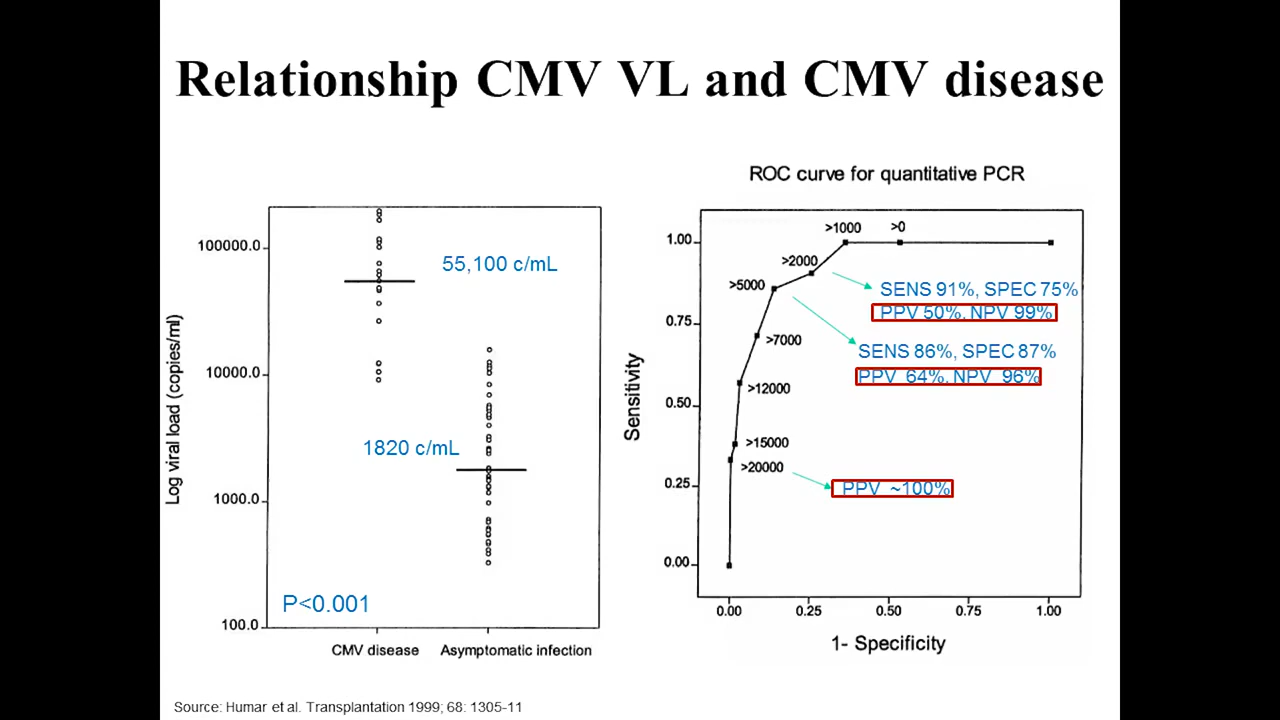 Relationship CMV VL and CMV disease
Log viral load (copies/ml)
100000.0
10000.0
1000.0
100.0
55,100 c/mL
1820 c/mL
P<0.001
CMV disease
Asymptomatic infection
ROC curve for quantitative PCR
Sensitivity
1.00
0.75
0.50
0.25
0.00
>1000
>0
>2000
>5000
>7000
>12000
>15000
>20000
SENS 91%, SPEC 75%
PPV 50%, NPV 99%
SENS 86%, SPEC 87%
PPV 64%, NPV 96%
PPV ~100%
0.00
0.25
0.50
0.75
1.00
1- Specificity
Source: Humar et al. Transplantation 1999; 68: 1305-11